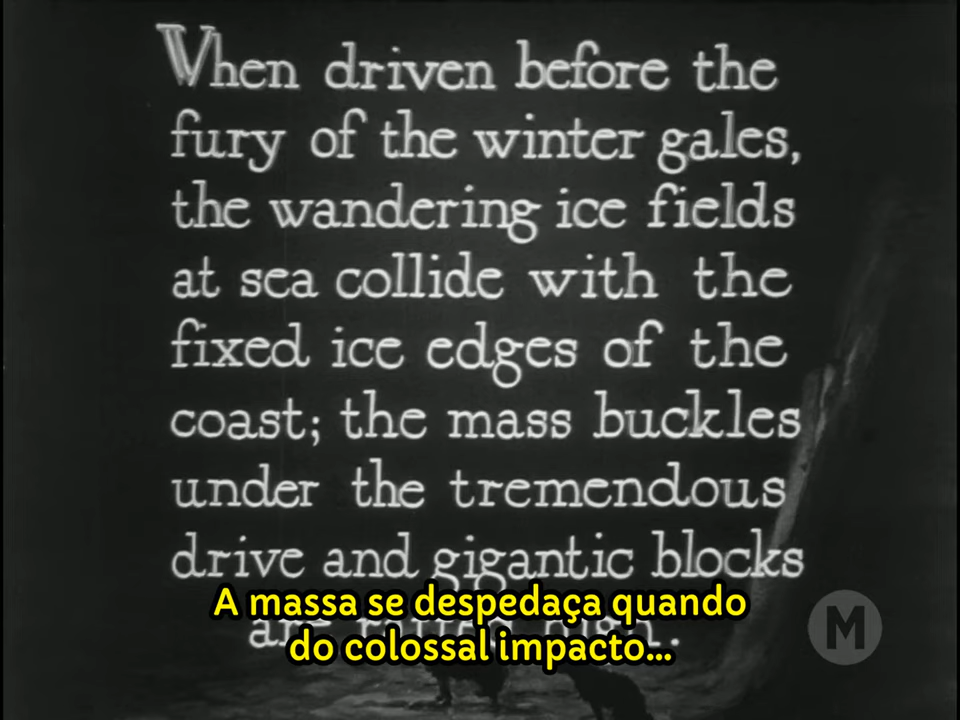 When driven before the
fury of the winter gales,
the wandering ice fields
at sea collide with the
fixed ice edges of the
coast; the mass buckles
under the tremendous
drive and gigantic blocks
A massa se despedaça quando
do colossal impacto...
M